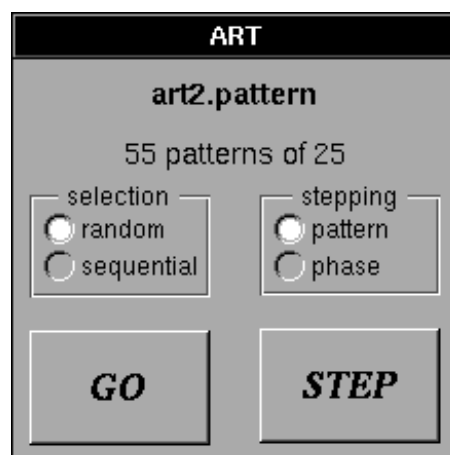 ART
art2.pattern
55 patterns of 25
selection stepping
random pattern
sequential phase
GO STEP